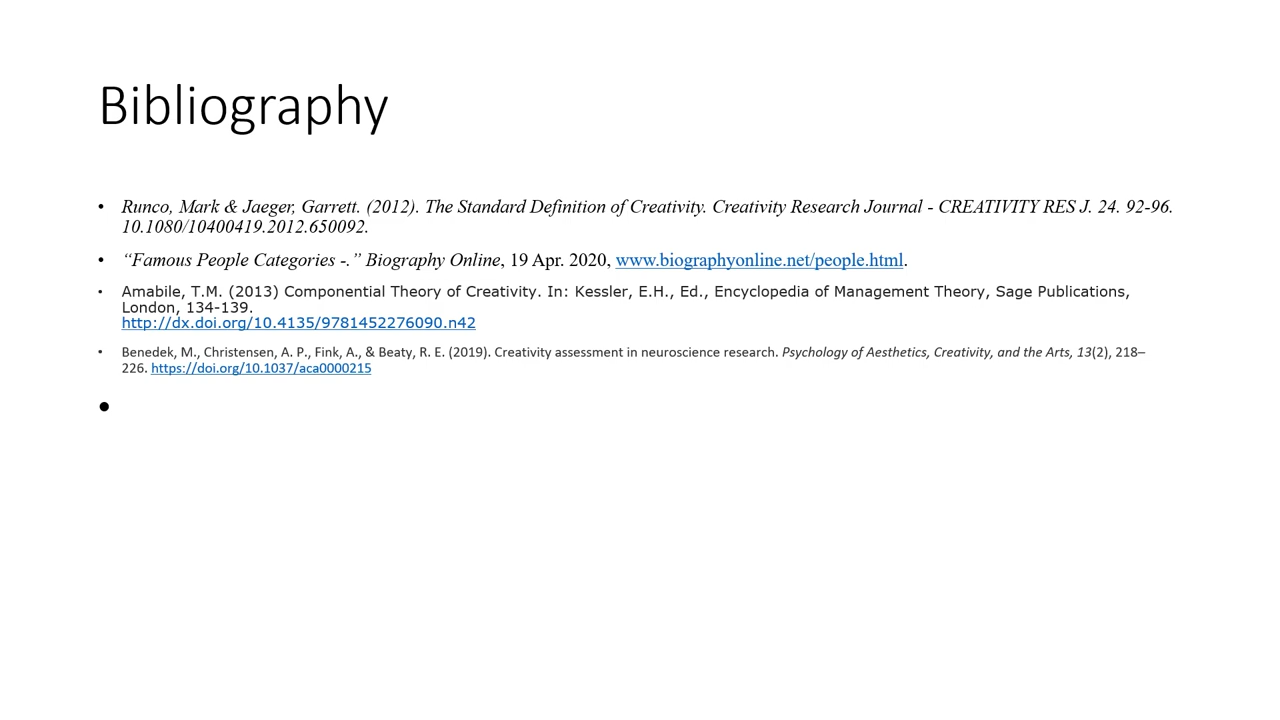 Bibliography
• Runco, Mark & Jaeger, Garrett. (2012). The Standard Definition of Creativity. Creativity Research Journal - CREATIVITY RES J. 24. 92-96.
10.1080/10400419.2012.650092.
• “Famous People Categories -.” Biography Online, 19 Apr. 2020, www.biographyonline.net/people.html.
• Amabile, T.M. (2013) Componential Theory of Creativity. In: Kessler, E.H., Ed., Encyclopedia of Management Theory, Sage Publications,
London, 134-139.
http://dx.doi.org/10.4135/9781452276090.n42
• Benedek, M., Christensen, A. P., Fink, A., & Beaty, R. E. (2019). Creativity assessment in neuroscience research. Psychology of Aesthetics, Creativity, and the Arts, 13(2), 218–
226. https://doi.org/10.1037/aca0000215
•